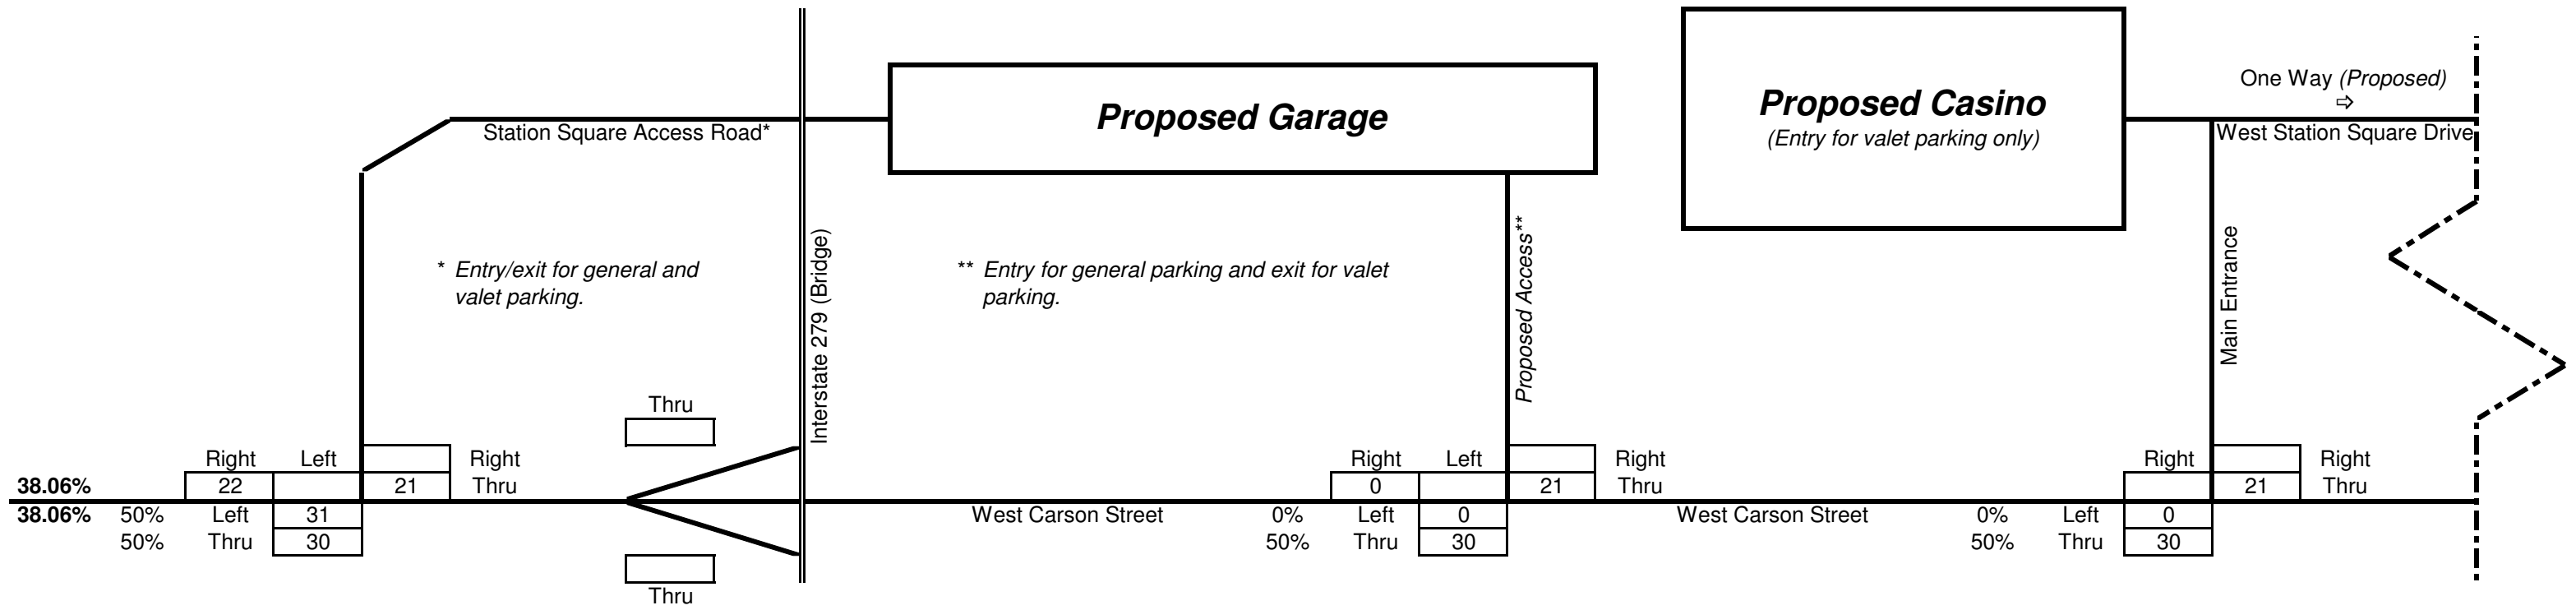 One Way (Proposed)
⇨
Proposed Garage
Proposed Casino
(Entry for valet parking only)
Station Square Access Road*
West Station Square Drive
Interstate 279 (Bridge)
Proposed Access**
Main Entrance
* Entry/exit for general and
valet parking.
** Entry for general parking and exit for valet
parking.
Thru
Right Left Right Right Left Right Right Right
38.06% 22 21 Thru 0 21 Thru 21 Thru
38.06% 50% Left 31 West Carson Street 0% Left 0 West Carson Street 0% Left 0
50% Thru 30 50% Thru 30 50% Thru 30
Thru